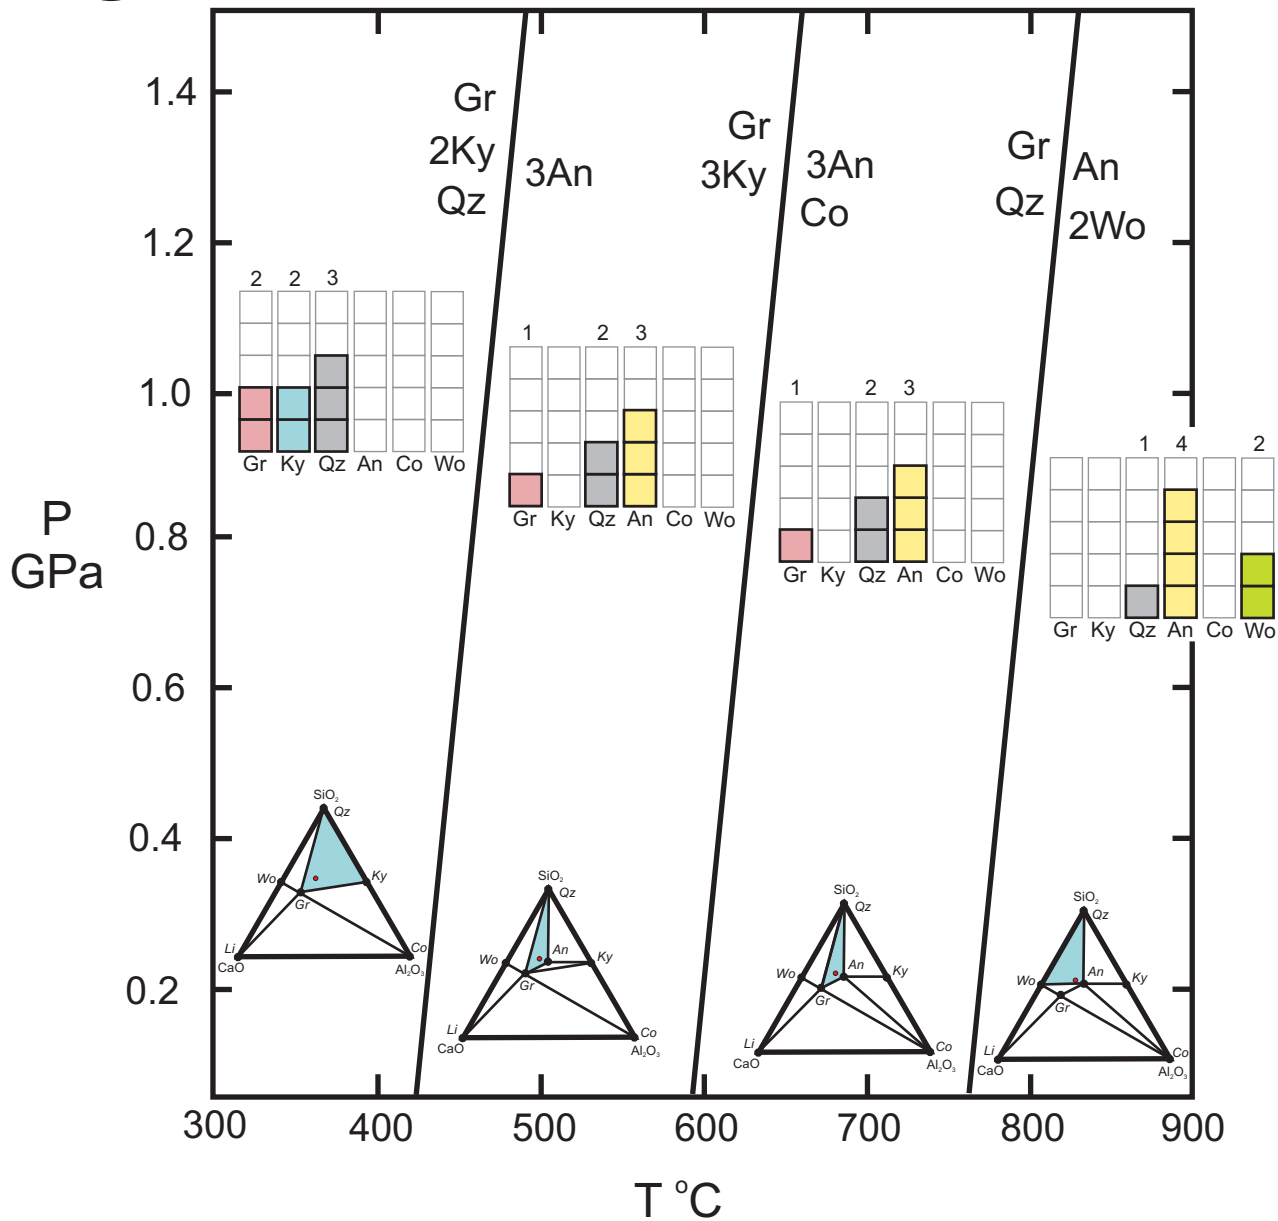 1.4
1.2
1.0
0.8
0.6
0.4
0.2
P
GPa
300 400 500 600 700 800 900
T °C
Gr
2Ky
Qz
3An
Gr
3Ky
3An
Co
Gr
Qz
An
2Wo
2 2 3
Gr Ky Qz An Co Wo
1 2 3
Gr Ky Qz An Co Wo
1 2 3
Gr Ky Qz An Co Wo
1 4 2
Gr Ky Qz An Co Wo
SiO₂
Qz
Wo
Ky
Gr
Li
Co
CaO
Al₂O₃
SiO₂
Qz
Wo
An
Ky
Gr
Li
Co
CaO
Al₂O₃
SiO₂
Qz
Wo
An
Ky
Gr
Li
Co
CaO
Al₂O₃
SiO₂
Qz
Wo
An
Ky
Gr
Li
Co
CaO
Al₂O₃